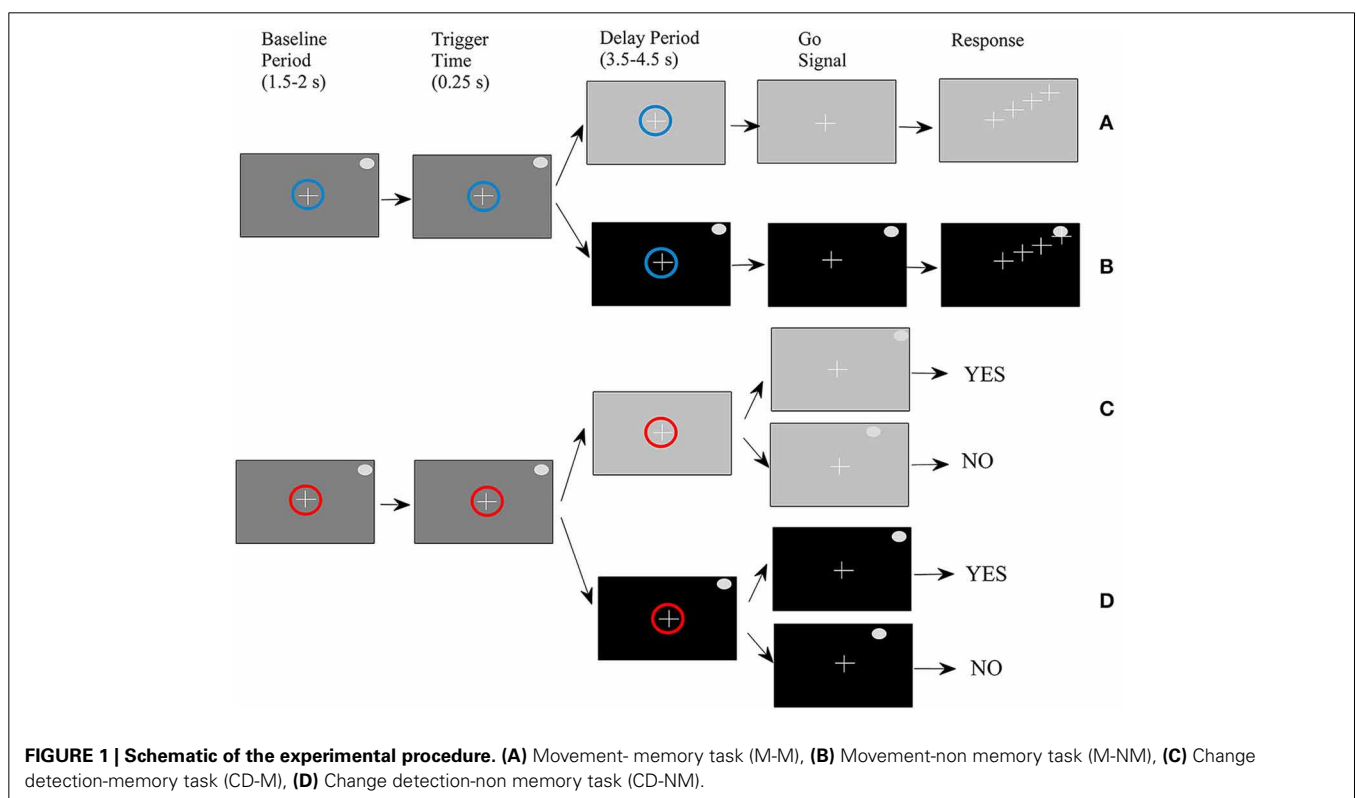 Baseline
Period
(1.5-2 s)
Trigger
Time
(0.25 s)
Delay Period
(3.5-4.5 s)
Go
Signal
Response
A
B
YES
C
NO
YES
D
NO
FIGURE 1 | Schematic of the experimental procedure. (A) Movement- memory task (M-M), (B) Movement-non memory task (M-NM), (C) Change
detection-memory task (CD-M), (D) Change detection-non memory task (CD-NM).